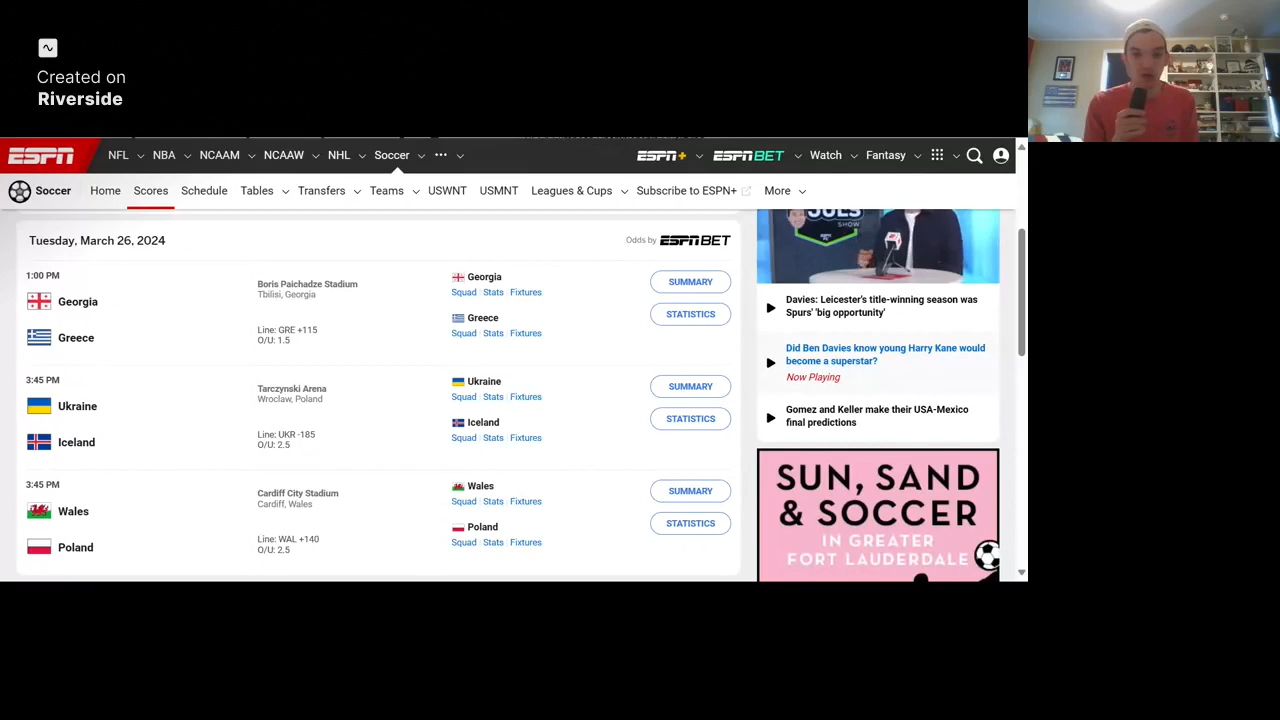 Created on
Riverside
ESPN
NFL
NBA
NCAAM
NCAAW
NHL
Soccer
ESPN+
ESPN BET
Watch
Fantasy
Soccer
Home
Scores
Schedule
Tables
Transfers
Teams
USWNT
USMNT
Leagues & Cups
Subscribe to ESPN+
More
Tuesday, March 26, 2024
Odds by ESPN BET
1:00 PM
Georgia
Greece
Boris Paichadze Stadium
Tbilisi, Georgia
Line: GRE +115
O/U: 1.5
Georgia
Squad Stats Fixtures
Greece
Squad Stats Fixtures
SUMMARY
STATISTICS
3:45 PM
Ukraine
Iceland
Tarczynski Arena
Wroclaw, Poland
Line: UKR -185
O/U: 2.5
Ukraine
Squad Stats Fixtures
Iceland
Squad Stats Fixtures
SUMMARY
STATISTICS
3:45 PM
Wales
Poland
Cardiff City Stadium
Cardiff, Wales
Line: WAL +140
O/U: 2.5
Wales
Squad Stats Fixtures
Poland
Squad Stats Fixtures
SUMMARY
STATISTICS
JULS
SHOW
Davies: Leicester's title-winning season was
Spurs' 'big opportunity'
Did Ben Davies know young Harry Kane would
become a superstar?
Now Playing
Gomez and Keller make their USA-Mexico
final predictions
SUN, SAND
& SOCCER
IN GREATER
FORT LAUDERDALE